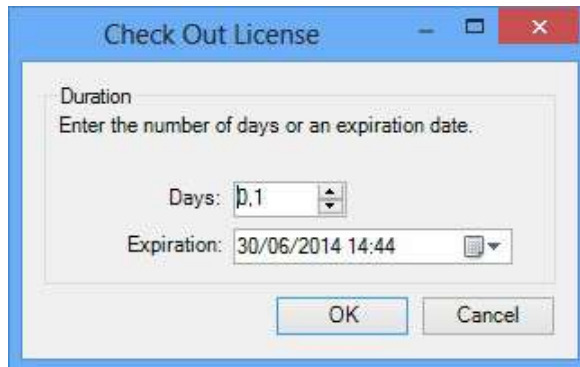 Check Out License
Duration
Enter the number of days or an expiration date.
Days: 0,1
Expiration: 30/06/2014 14:44
OK Cancel